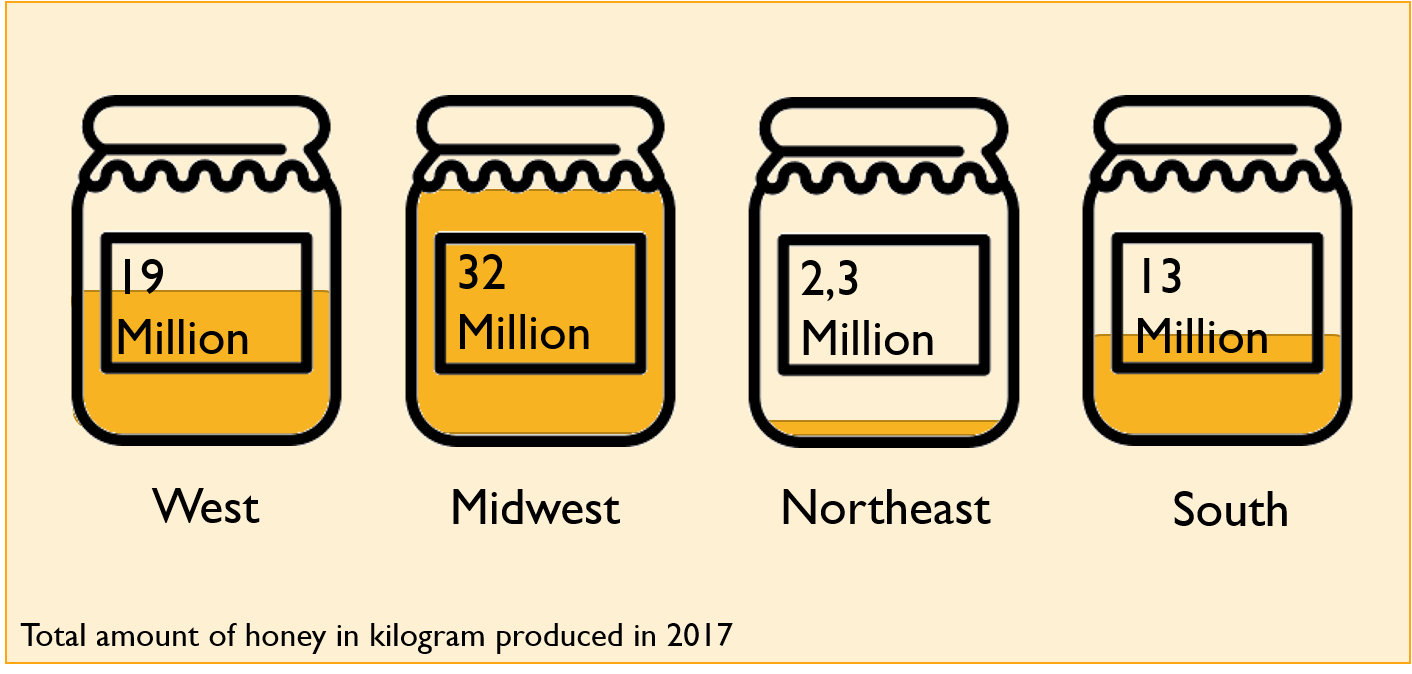 19
Million
32
Million
2,3
Million
13
Million
West
Midwest
Northeast
South
Total amount of honey in kilogram produced in 2017